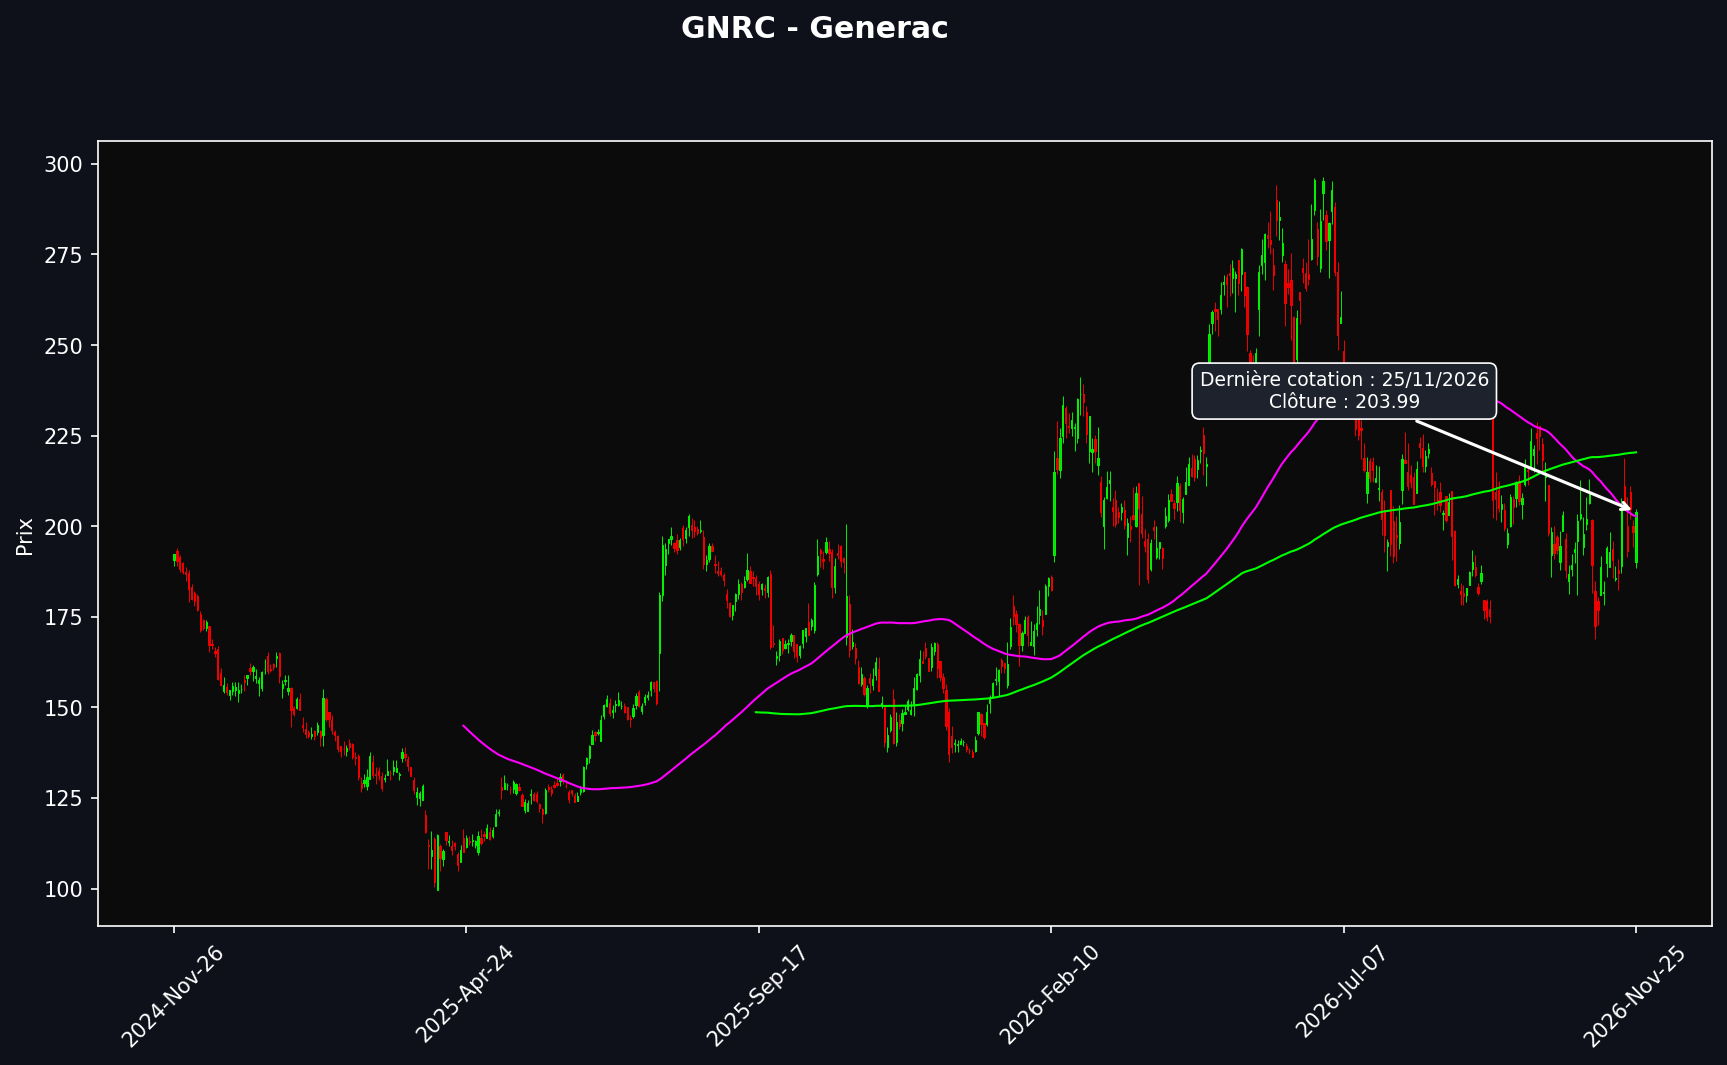 GNRC - Generac
300
275
250
225
200
175
150
125
100
Prix
Dernière cotation : 25/11/2026
Clôture : 203.99
2024-Nov-26
2025-Apr-24
2025-Sep-17
2026-Feb-10
2026-Jul-07
2026-Nov-25